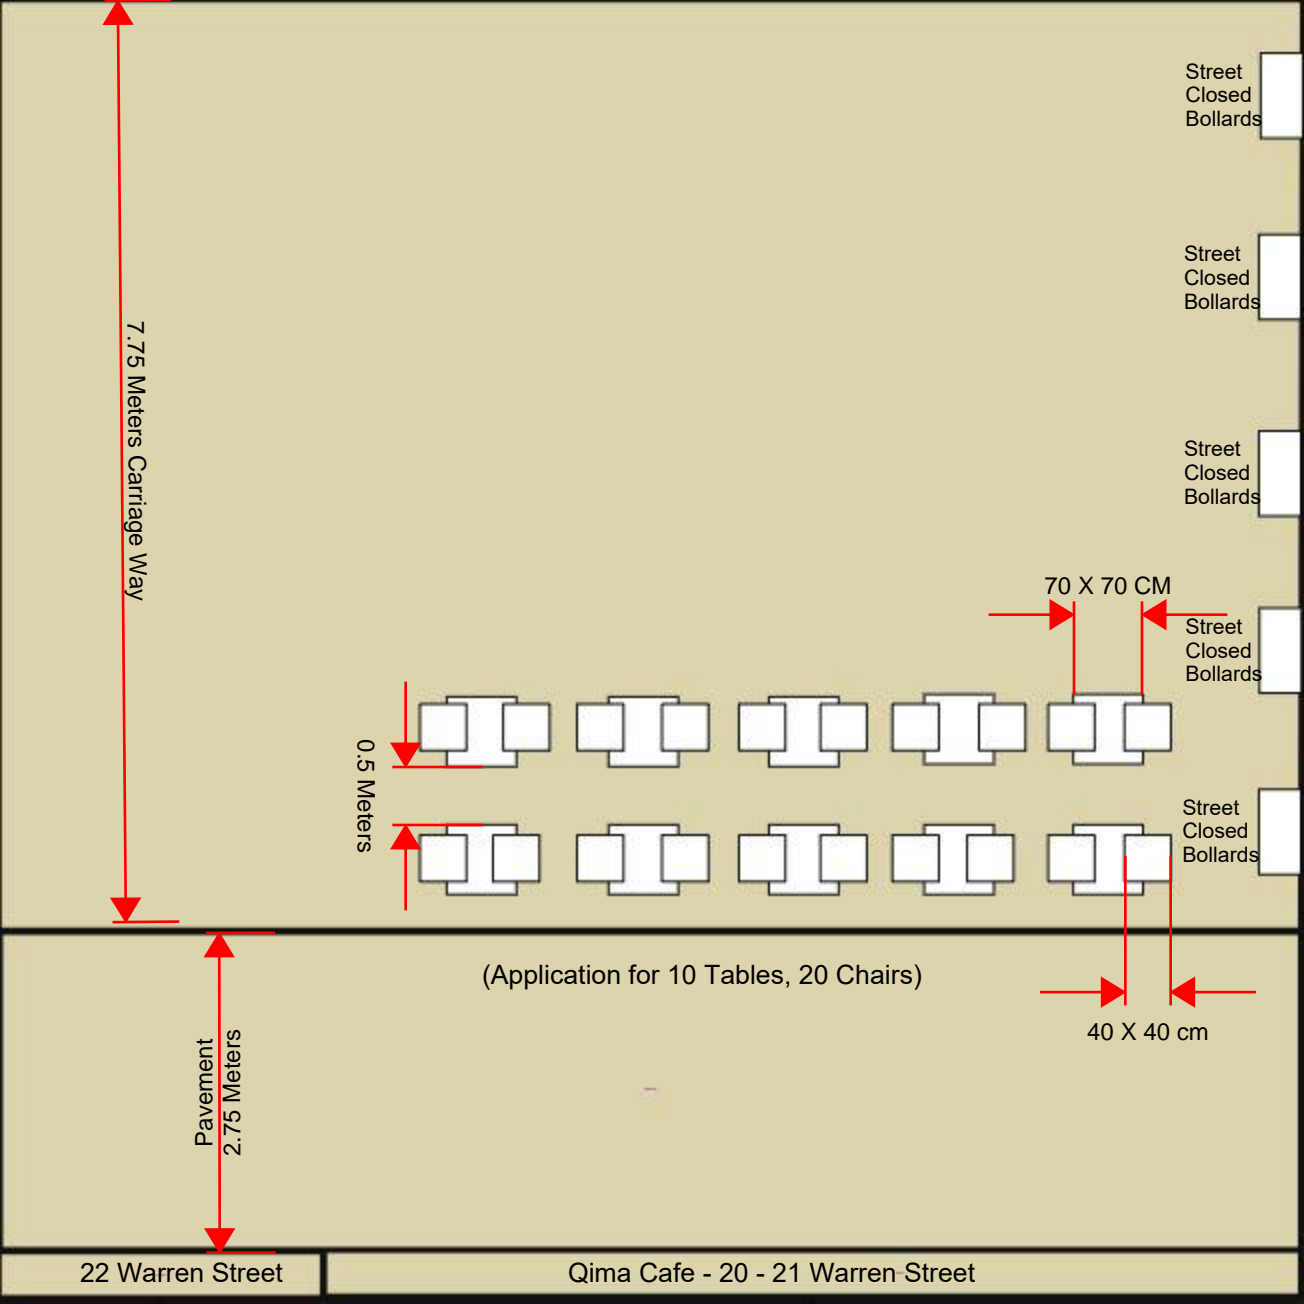 Street
Closed
Bollards
Street
Closed
Bollards
7.75 Meters Carriage Way
Street
Closed
Bollards
70 X 70 CM
Street
Closed
Bollards
0.5 Meters
Street
Closed
Bollards
(Application for 10 Tables, 20 Chairs)
40 X 40 cm
Pavement
2.75 Meters
22 Warren Street
Qima Cafe - 20 - 21 Warren Street